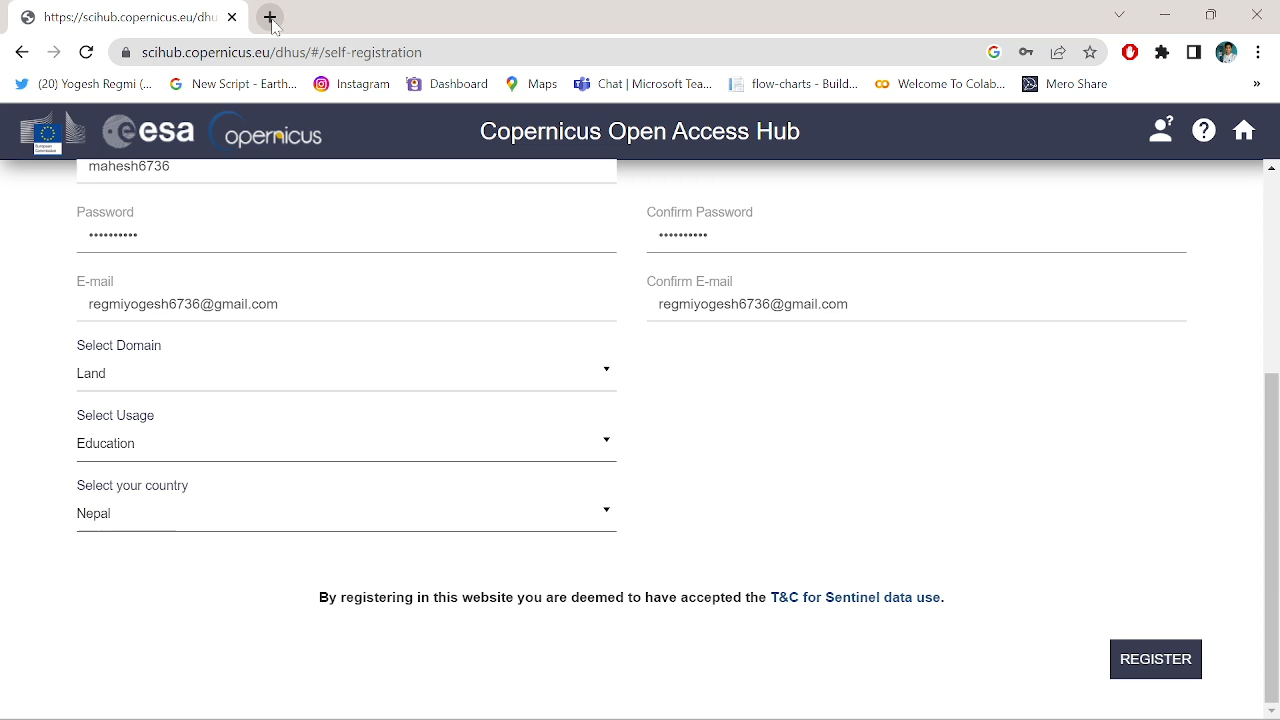 https://scihub.copernicus.eu/dhu
scihub.copernicus.eu/dhus/#/self-registration
(20) Yogesh Regmi (... New Script - Earth... Instagram Dashboard Maps Chat | Microsoft Tea... flow-charts - Build... Welcome To Colab... Mero Share »
European Commission esa opernicus Copernicus Open Access Hub
mahesh6736
Password Confirm Password
•••••••••• ••••••••••
E-mail Confirm E-mail
regmiyogesh6736@gmail.com regmiyogesh6736@gmail.com
Select Domain
Land
Select Usage
Education
Select your country
Nepal
By registering in this website you are deemed to have accepted the T&C for Sentinel data use.
REGISTER